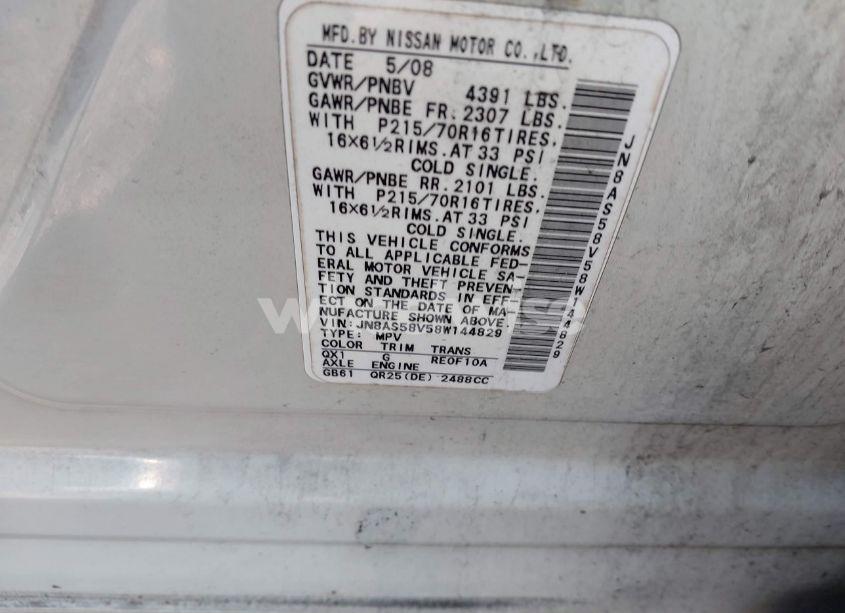 MFD.BY NISSAN MOTOR CO.,LTD.
DATE 5/08
GVWR/PNBV 4391 LBS.
GAWR/PNBE FR. 2307 LBS.
WITH P215/70R16TIRES,
16X6½RIMS. AT 33 PSI
COLD SINGLE.
GAWR/PNBE RR. 2101 LBS.
WITH P215/70R16TIRES,
16X6½RIMS. AT 33 PSI
COLD SINGLE.
THIS VEHICLE CONFORMS
TO ALL APPLICABLE FED-
ERAL MOTOR VEHICLE SA-
FETY AND THEFT PREVEN-
TION STANDARDS IN EFF-
ECT ON THE DATE OF MA-
NUFACTURE SHOWN ABOVE.
VIN:JN8AS58V58W144829
TYPE: MPV
COLOR TRIM TRANS
QX1 G RE0F10A
AXLE ENGINE
GB61 QR25(DE) 2488CC
JN8AS58V58W144829